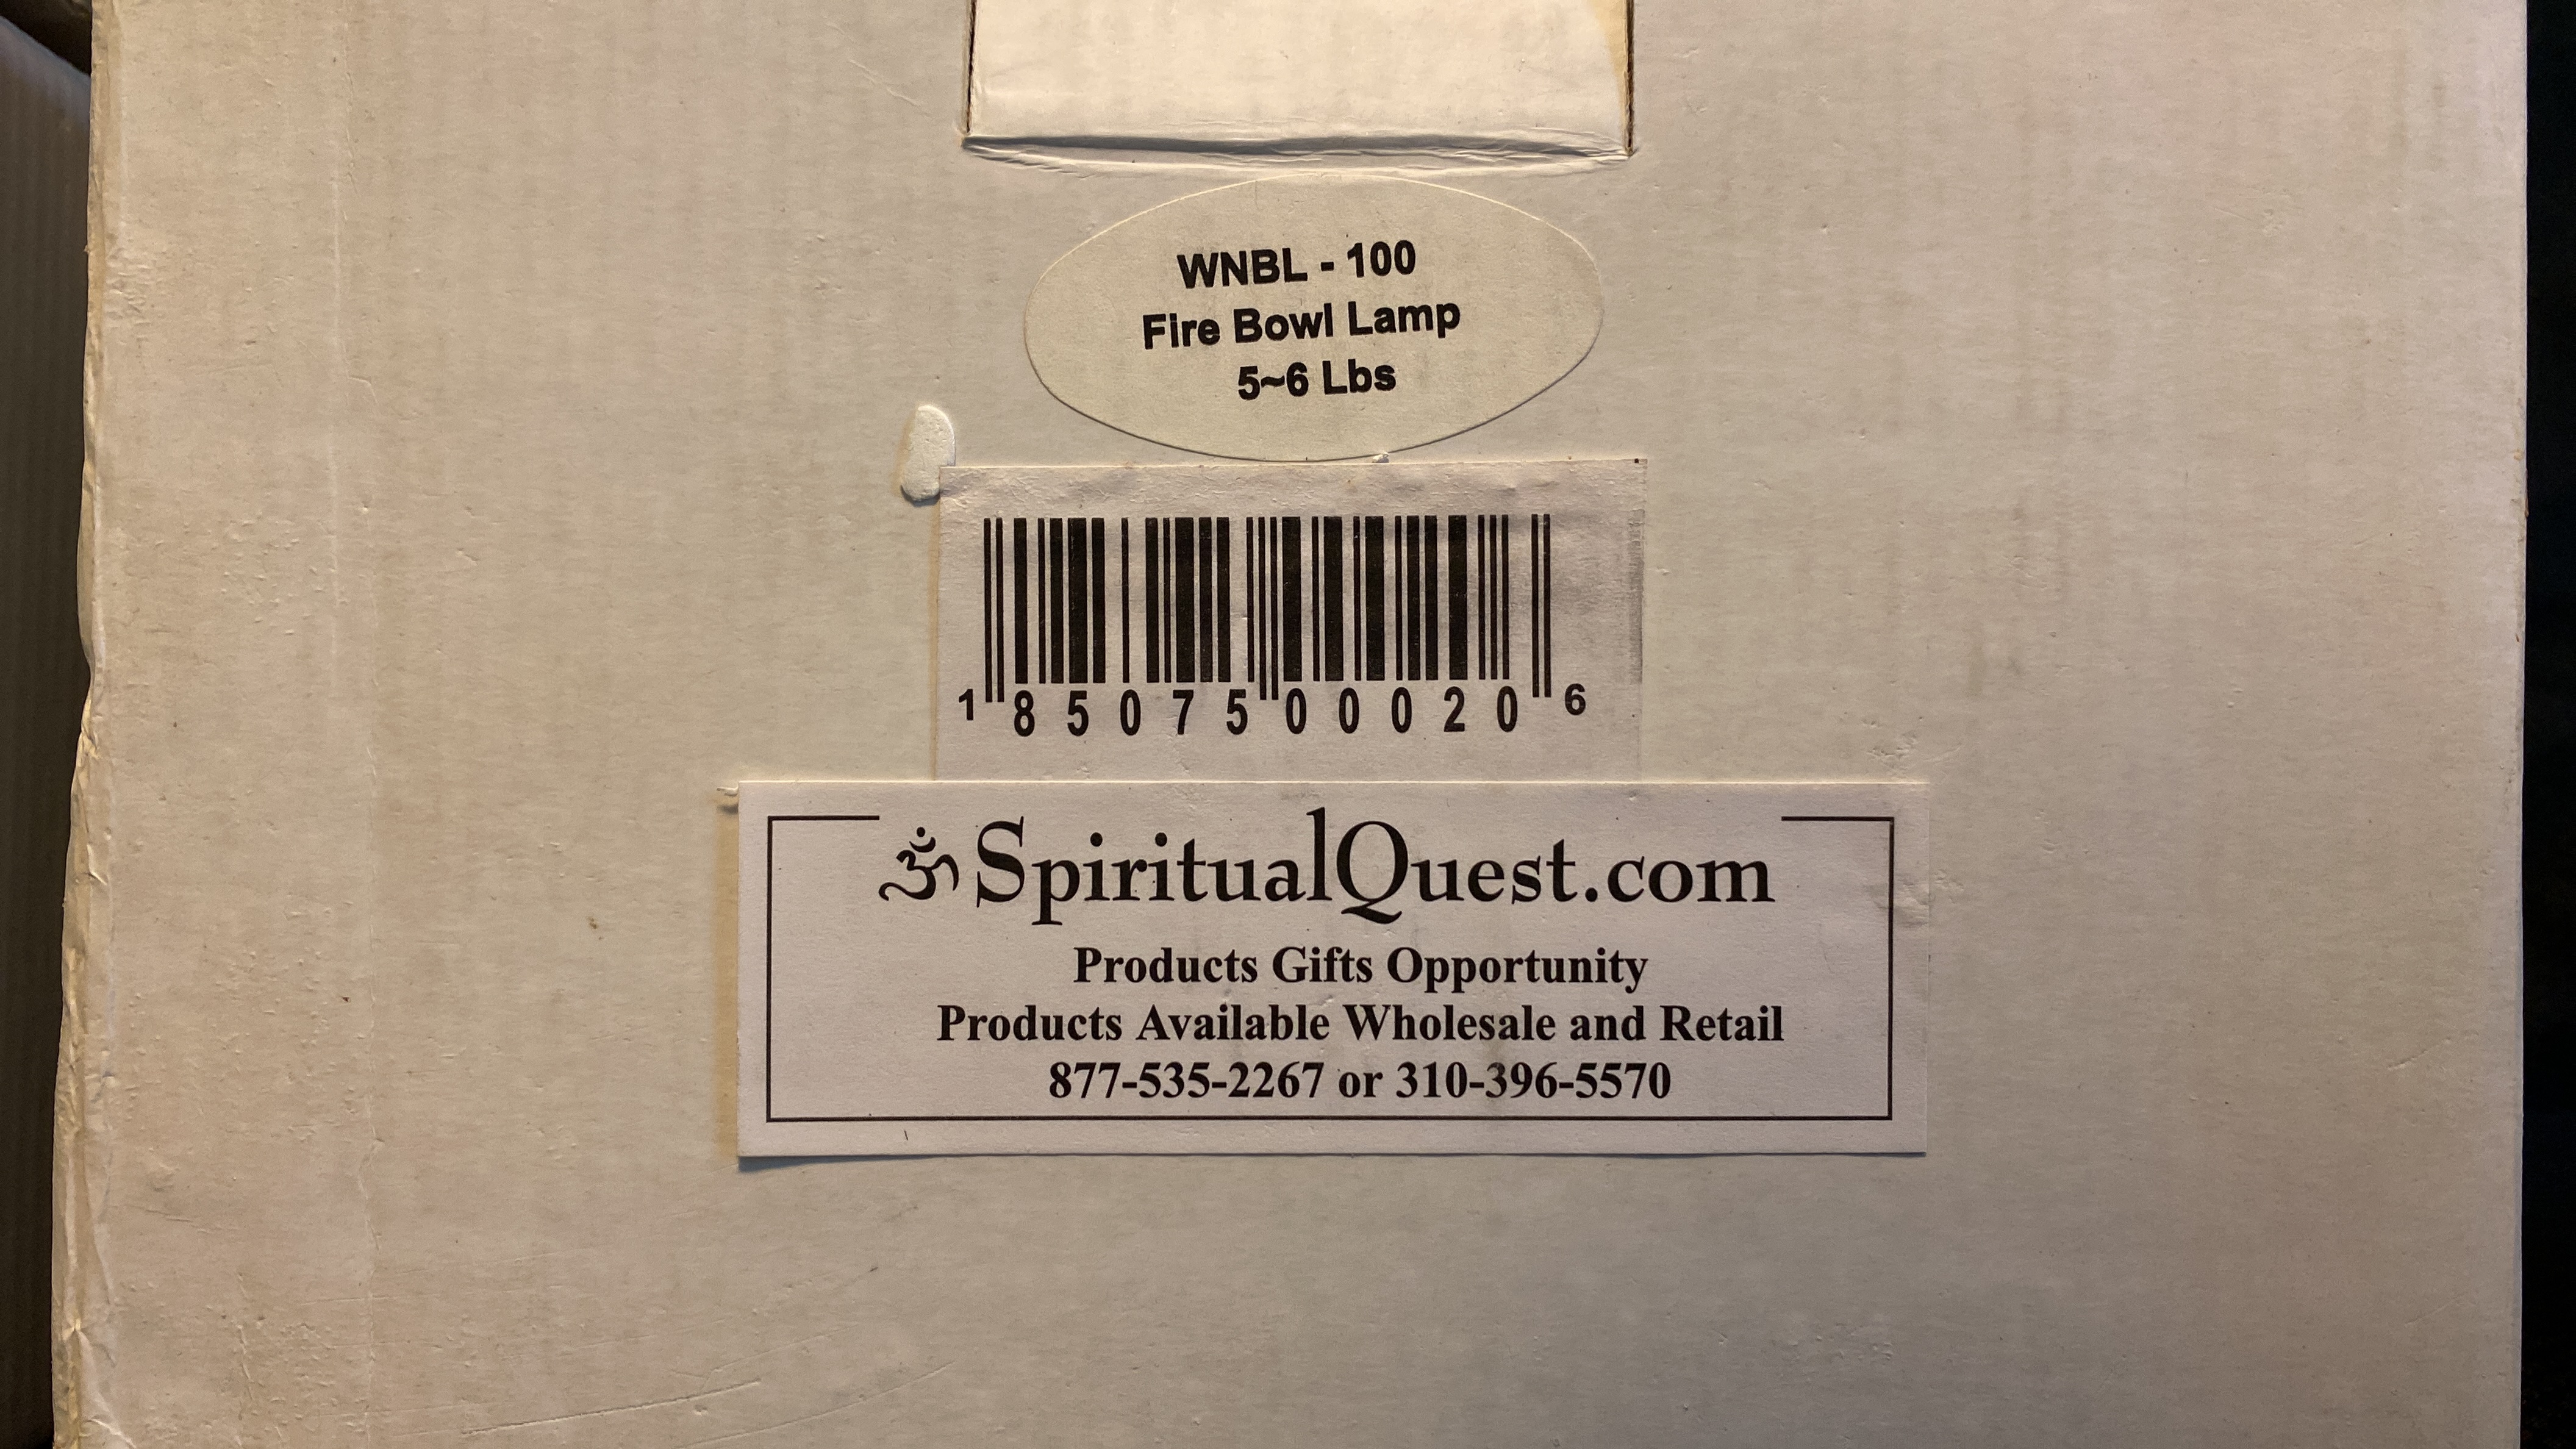 WNBL - 100
Fire Bowl Lamp
5~6 Lbs
1 85075 00020 6
ॐ SpiritualQuest.com
Products Gifts Opportunity
Products Available Wholesale and Retail
877-535-2267 or 310-396-5570